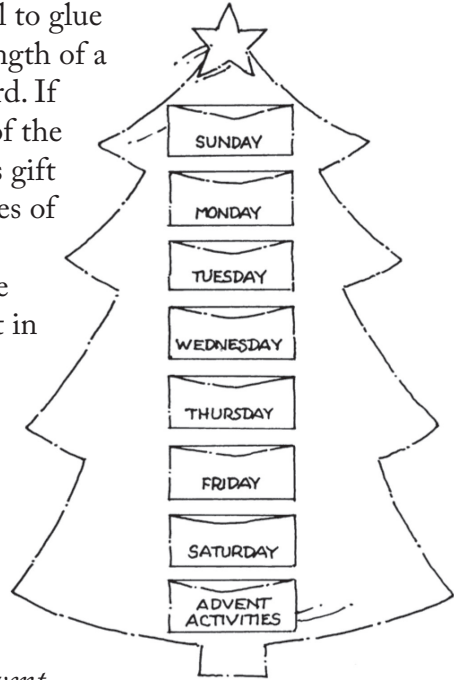 l to glue
ngth of a
rd. If
of the
s gift
es of
e
t in
SUNDAY
MONDAY
TUESDAY
WEDNESDAY
THURSDAY
FRIDAY
SATURDAY
ADVENT
ACTIVITIES
vent